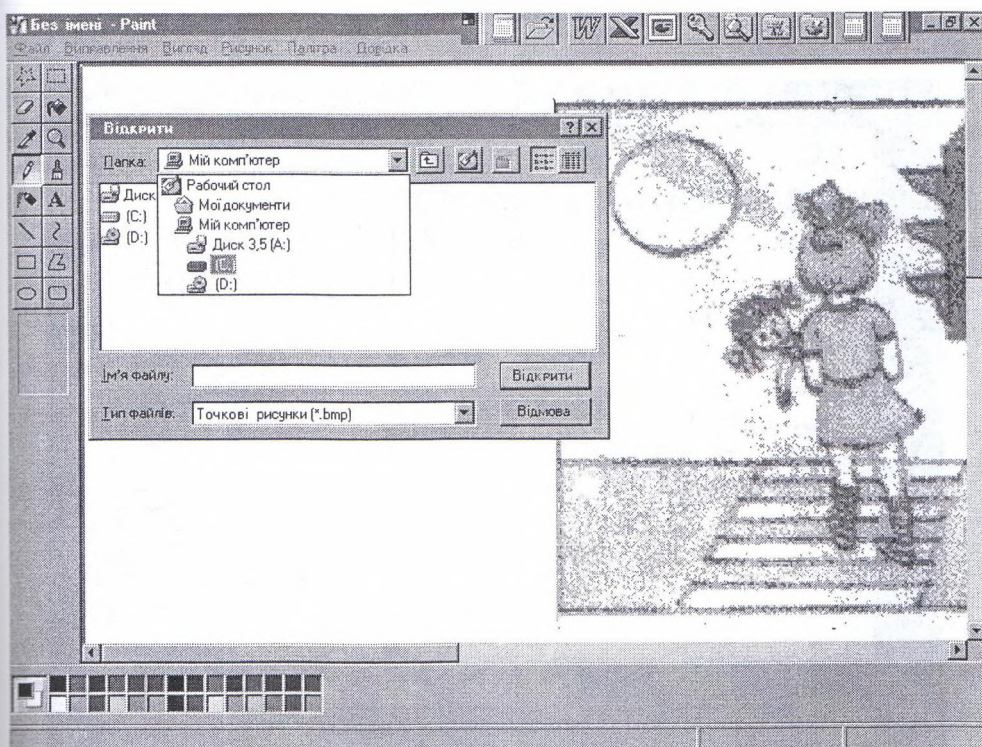 Без імені - Paint
Файл Виправлення Вигляд Рисунок Палітра Довідка
Відкрити
Папка: Мій комп'ютер
Рабочий стол
Мої документи
Мій комп'ютер
Диск 3,5 (A:)
(C:)
(D:)
Диск
(C:)
(D:)
Ім'я файлу:
Відкрити
Тип файлів: Точкові рисунки (*.bmp)
Відмова
A